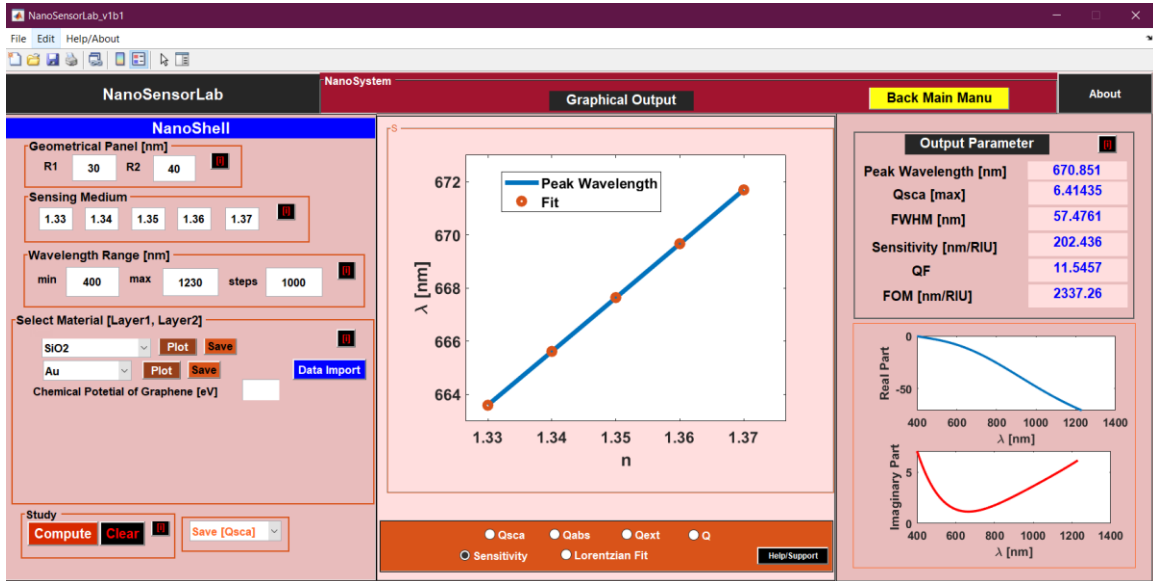 NanoSensorLab_v1b1
File Edit Help/About
NanoSensorLab
NanoSystem
Graphical Output
Back Main Manu
About
NanoShell
Geometrical Panel [nm]
R1 30 R2 40 [i]
Sensing Medium
1.33 1.34 1.35 1.36 1.37 [i]
Wavelength Range [nm]
min 400 max 1230 steps 1000 [i]
Select Material [Layer1, Layer2]
[i]
SiO2 Plot Save
Au Plot Save Data Import
Chemical Potetial of Graphene [eV]
Study
Compute Clear [i] Save [Qsca]
S
Peak Wavelength
Fit
672
670
668
666
664
λ [nm]
1.33 1.34 1.35 1.36 1.37
n
Qsca Qabs Qext Q
Sensitivity Lorentzian Fit Help/Support
Output Parameter [i]
Peak Wavelength [nm] 670.851
Qsca [max] 6.41435
FWHM [nm] 57.4761
Sensitivity [nm/RIU] 202.436
QF 11.5457
FOM [nm/RIU] 2337.26
Real Part
0
-50
400 600 800 1000 1200 1400
λ [nm]
Imaginary Part
5
0
400 600 800 1000 1200 1400
λ [nm]